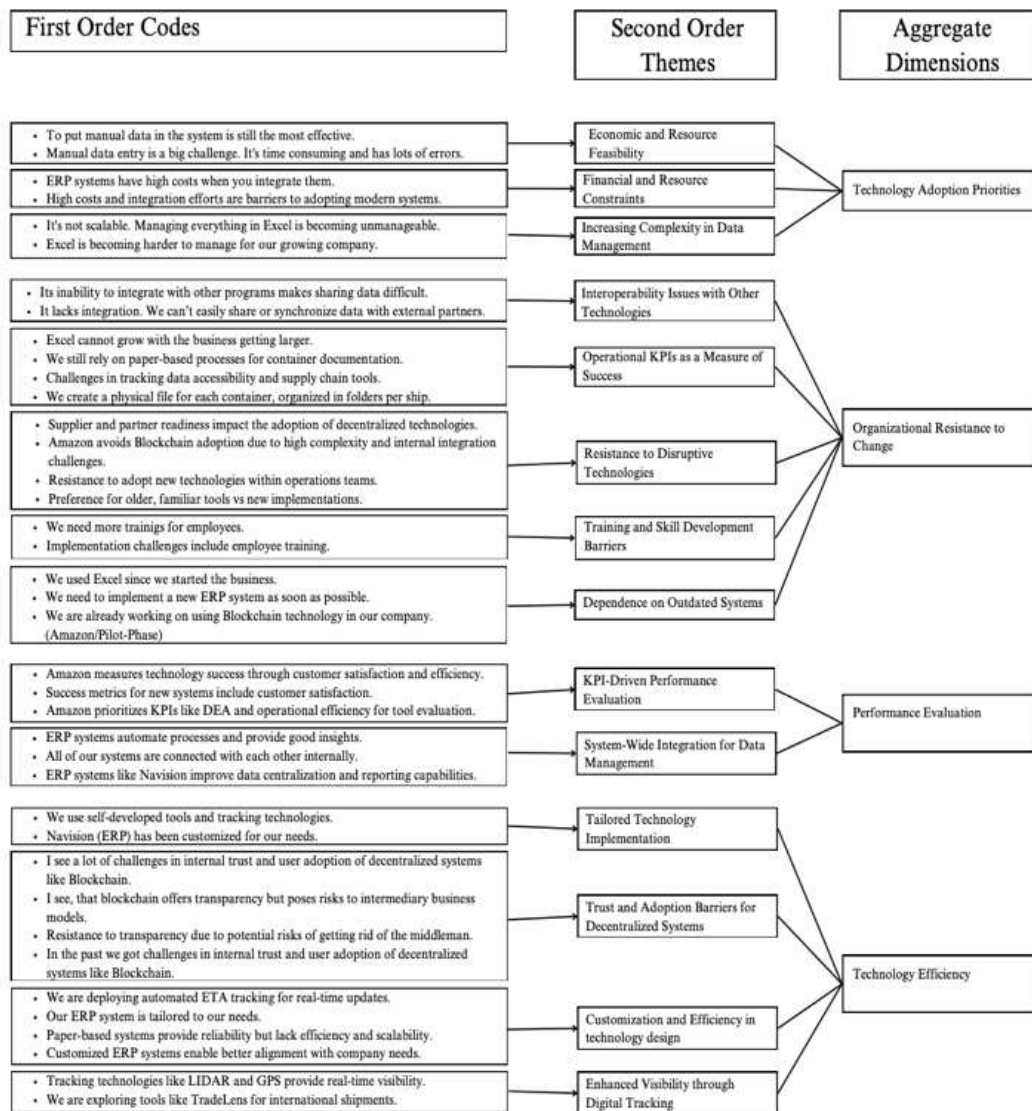 First Order Codes
Second Order
Themes
Aggregate
Dimensions
• To put manual data in the system is still the most effective.
• Manual data entry is a big challenge. It's time consuming and has lots of errors.
Economic and Resource
Feasibility
• ERP systems have high costs when you integrate them.
• High costs and integration efforts are barriers to adopting modern systems.
Financial and Resource
Constraints
Technology Adoption Priorities
• It's not scalable. Managing everything in Excel is becoming unmanageable.
• Excel is becoming harder to manage for our growing company.
Increasing Complexity in Data
Management
• Its inability to integrate with other programs makes sharing data difficult.
• It lacks integration. We can't easily share or synchronize data with external partners.
Interoperability Issues with Other
Technologies
• Excel cannot grow with the business getting larger.
• We still rely on paper-based processes for container documentation.
• Challenges in tracking data accessibility and supply chain tools.
• We create a physical file for each container, organized in folders per ship.
Operational KPIs as a Measure of
Success
• Supplier and partner readiness impact the adoption of decentralized technologies.
• Amazon avoids Blockchain adoption due to high complexity and internal integration
challenges.
• Resistance to adopt new technologies within operations teams.
• Preference for older, familiar tools vs new implementations.
Resistance to Disruptive
Technologies
Organizational Resistance to
Change
• We need more trainigs for employees.
• Implementation challenges include employee training.
Training and Skill Development
Barriers
• We used Excel since we started the business.
• We need to implement a new ERP system as soon as possible.
• We are already working on using Blockchain technology in our company.
(Amazon/Pilot-Phase)
Dependence on Outdated Systems
• Amazon measures technology success through customer satisfaction and efficiency.
• Success metrics for new systems include customer satisfaction.
• Amazon prioritizes KPIs like DEA and operational efficiency for tool evaluation.
KPI-Driven Performance
Evaluation
Performance Evaluation
• ERP systems automate processes and provide good insights.
• All of our systems are connected with each other internally.
• ERP systems like Navision improve data centralization and reporting capabilities.
System-Wide Integration for Data
Management
• We use self-developed tools and tracking technologies.
• Navision (ERP) has been customized for our needs.
Tailored Technology
Implementation
• I see a lot of challenges in internal trust and user adoption of decentralized systems
like Blockchain.
• I see, that blockchain offers transparency but poses risks to intermediary business
models.
• Resistance to transparency due to potential risks of getting rid of the middleman.
• In the past we got challenges in internal trust and user adoption of decentralized
systems like Blockchain.
Trust and Adoption Barriers for
Decentralized Systems
Technology Efficiency
• We are deploying automated ETA tracking for real-time updates.
• Our ERP system is tailored to our needs.
• Paper-based systems provide reliability but lack efficiency and scalability.
• Customized ERP systems enable better alignment with company needs.
Customization and Efficiency in
technology design
• Tracking technologies like LIDAR and GPS provide real-time visibility.
• We are exploring tools like TradeLens for international shipments.
Enhanced Visibility through
Digital Tracking